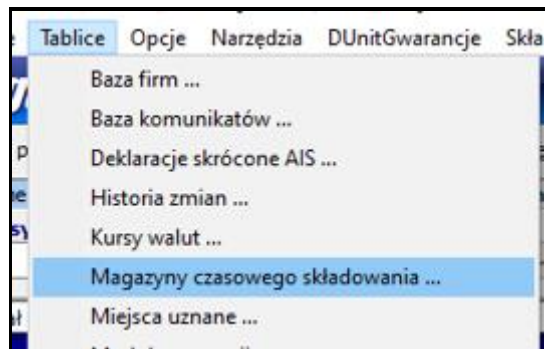 Tablice Opcje Narzędzia DUnitGwarancje
Baza firm ...
Baza komunikatów ...
Deklaracje skrócone AIS ...
Historia zmian ...
Kursy walut ...
Magazyny czasowego składowania ...
Miejsca uznane ...